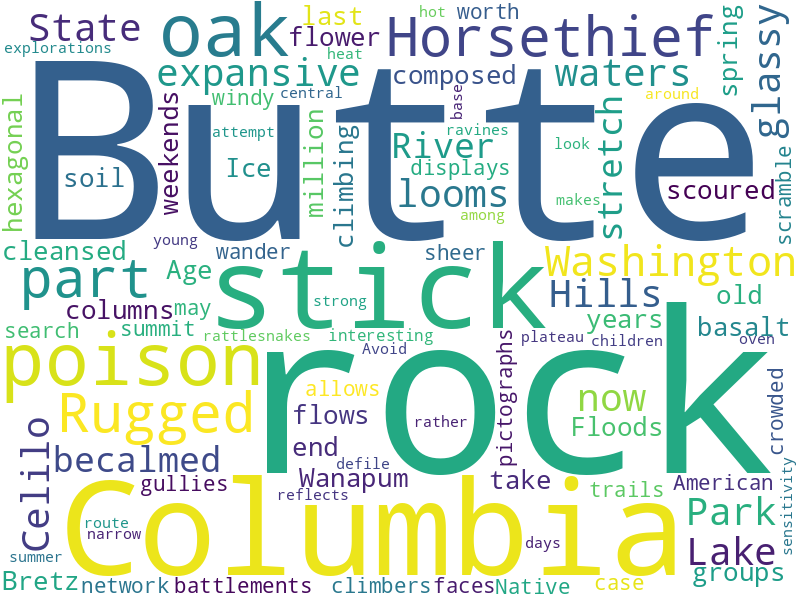 hot
worth
State
oak
Horsethief
last
flower
explorations
heat
spring
glassy
expansive
composed
waters
windy
central
base
around
hexagonal
weekends
attempt
million
climbing
River
ravines
stretch
look
Butte
soil
Ice
displays
looms
makes
scoured
scramble
among
young
cleansed
wander
stick
sheer
Washington
part
Age
Hills
old
columns
may
strong
years
basalt
search
summit
rattlesnakes
interesting
plateau
children
oven
poison
Avoid
rock
allows
now
Rugged
flows
rather
pictographs
Floods
crowded
Celilo
becalmed
end
defile
Wanapum
take
American
gullies
reflects
trails
Columbia
Park
sensitivity
route
narrow
days
Lake
summer
Bretz
network
battlements
climbers
faces
Native
case
groups